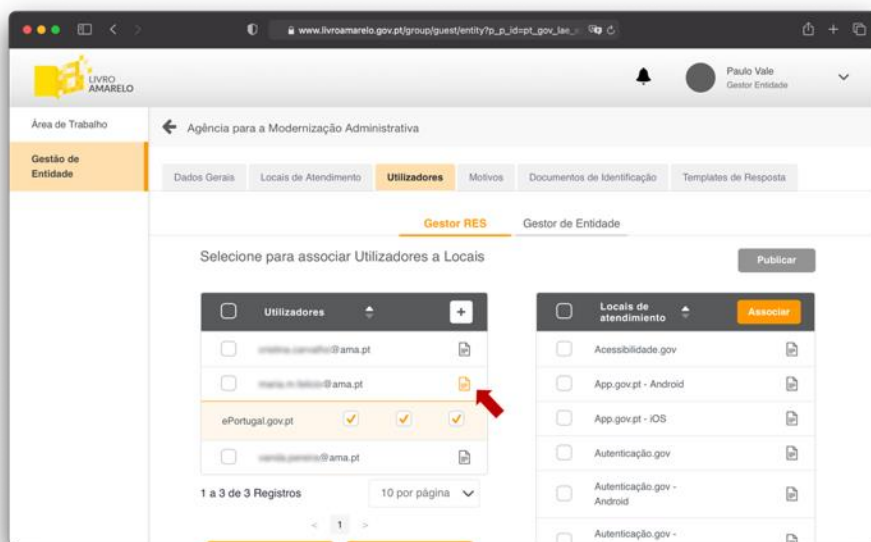 www.livroamarelo.gov.pt/group/guest/entity?p_p_id=pt_gov_lae_
LIVRO
AMARELO
Paulo Vale
Gestor Entidade
Área de Trabalho
Agência para a Modernização Administrativa
Gestão de
Entidade
Dados Gerais
Locais de Atendimento
Utilizadores
Motivos
Documentos de Identificação
Templates de Resposta
Gestor RES
Gestor de Entidade
Selecione para associar Utilizadores a Locais
Publicar
Utilizadores
+
@ama.pt
@ama.pt
ePortugal.gov.pt
@ama.pt
1 a 3 de 3 Registros
10 por página
< 1 >
Locais de
atendimiento
Associar
Acessibilidade.gov
App.gov.pt - Android
App.gov.pt - iOS
Autenticação.gov
Autenticação.gov -
Android
Autenticação.gov -